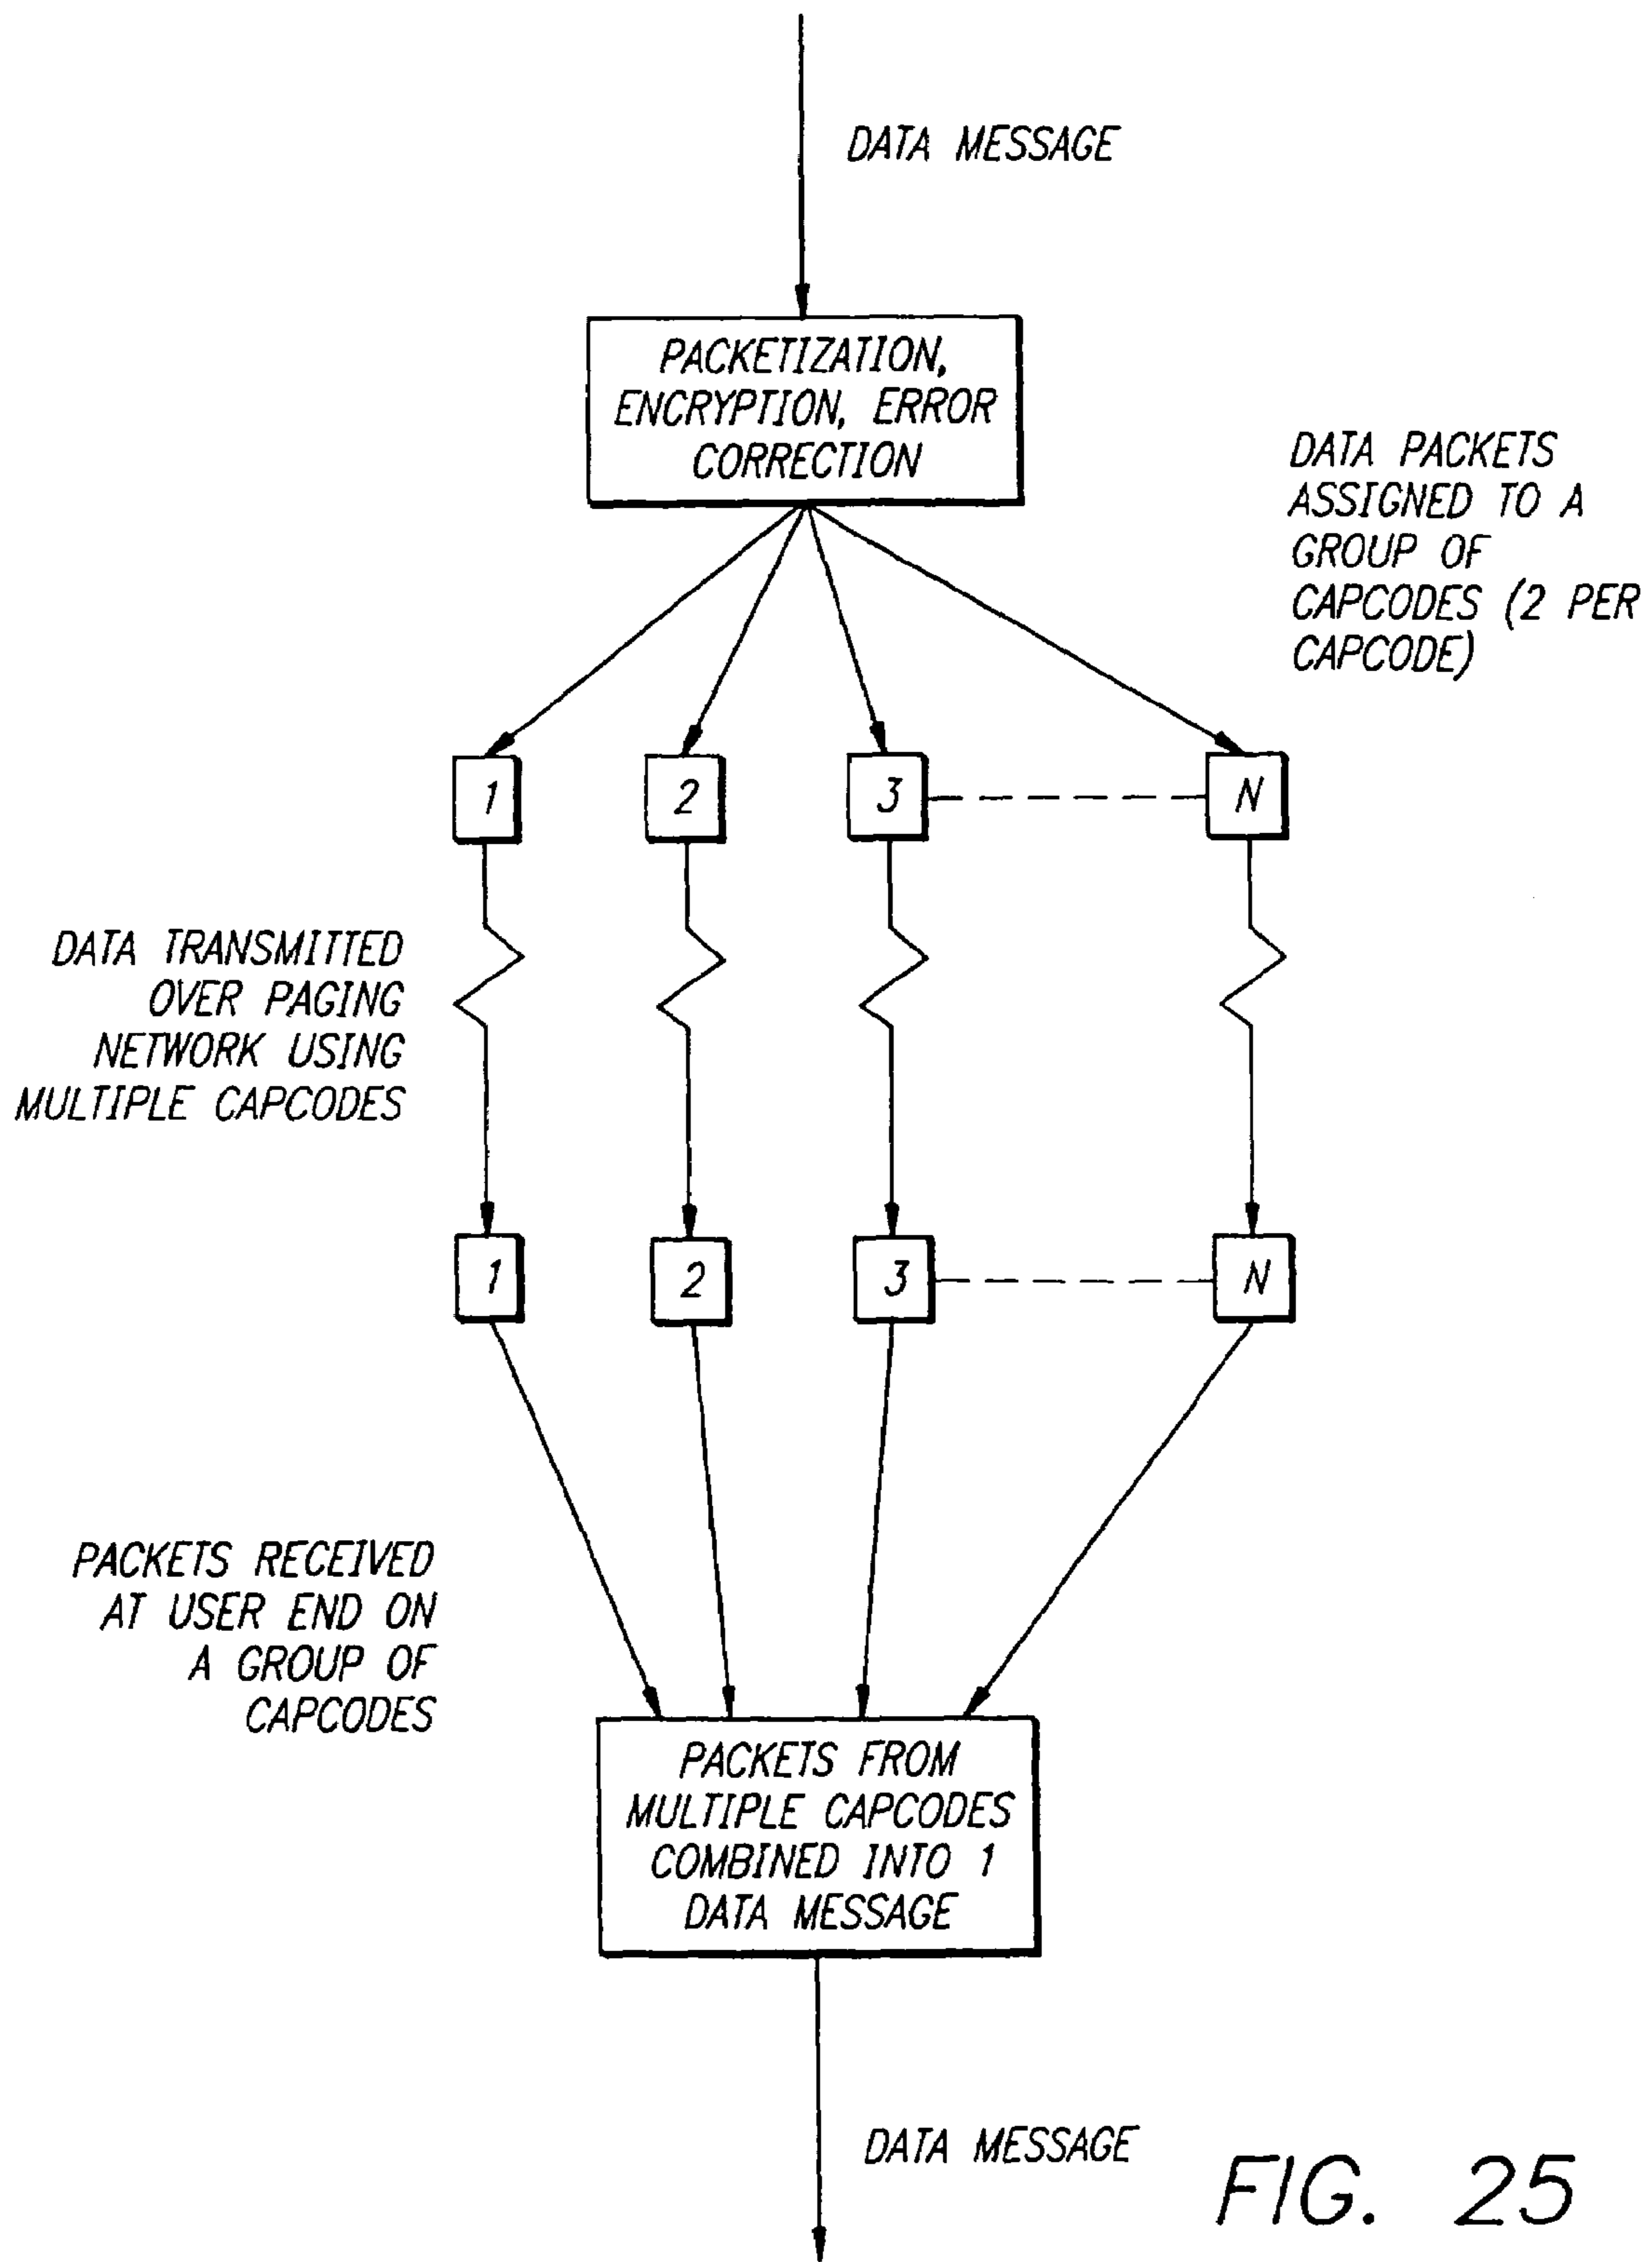 DATA MESSAGE
PACKETIZATION,
ENCRYPTION, ERROR
CORRECTION
DATA PACKETS
ASSIGNED TO A
GROUP OF
CAPCODES (2 PER
CAPCODE)
1 2 3 N
DATA TRANSMITTED
OVER PAGING
NETWORK USING
MULTIPLE CAPCODES
1 2 3 N
PACKETS RECEIVED
AT USER END ON
A GROUP OF
CAPCODES
PACKETS FROM
MULTIPLE CAPCODES
COMBINED INTO 1
DATA MESSAGE
DATA MESSAGE
FIG. 25